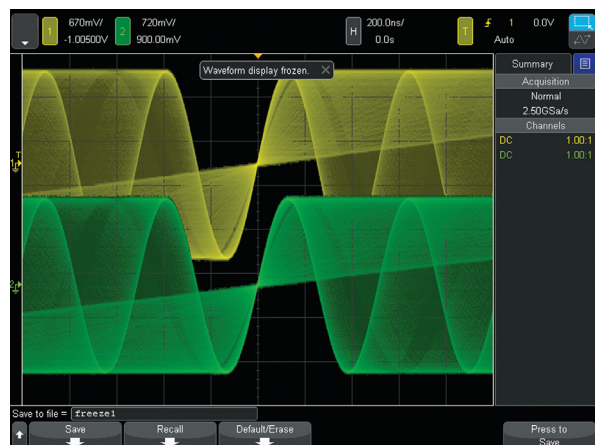 1 670mV/ 2 720mV/ H 200.0ns/ T 1 0.0V
-1.00500V 900.00mV 0.0s Auto
Waveform display frozen.
Summary
Acquisition
Normal
2.50GSa/s
Channels
DC 1.00:1
DC 1.00:1
T
1
2
Save to file = freeze1
Save Recall Default/Erase Press to
Save